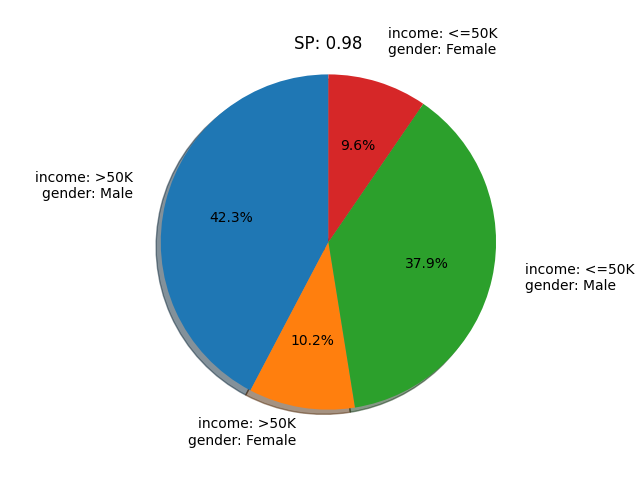 SP: 0.98
income: <=50K
gender: Female
9.6%
income: >50K
gender: Male
42.3%
37.9%
income: <=50K
gender: Male
10.2%
income: >50K
gender: Female